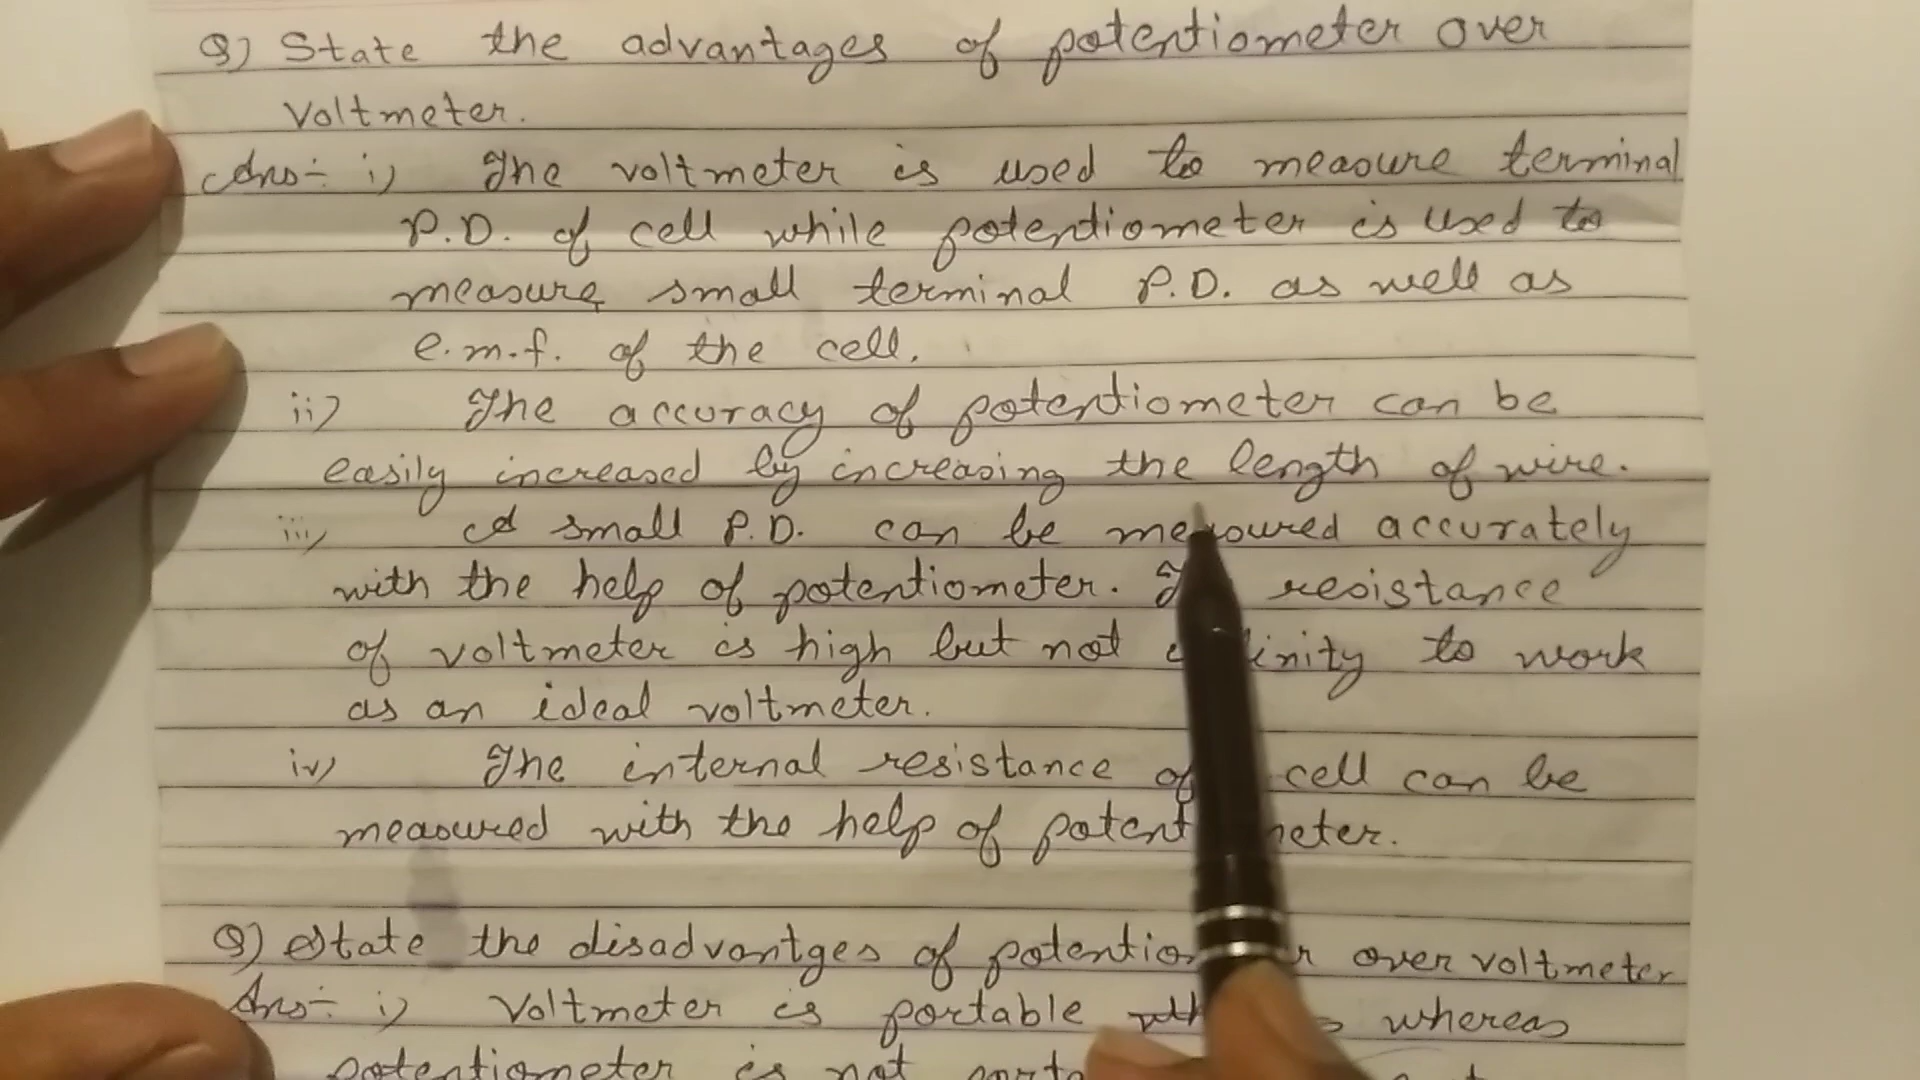 Q) State the advantages of potentiometer over
Voltmeter.
Ans÷ i) The voltmeter is used to measure terminal
P.D. of cell while potentiometer is used to
measure small terminal P.D. as well as
e.m.f. of the cell.
ii) The accuracy of potentiometer can be
easily increased by increasing the length of wire.
iii) A small P.D. can be measured accurately
with the help of potentiometer. resistance
of voltmeter is high but not to work
as an ideal voltmeter.
iv) The internal resistance of cell can be
measured with the help of
Q) State the disadvantges of over voltmeter
Ans÷ i) Voltmeter is portable whereas
potentiometer is not